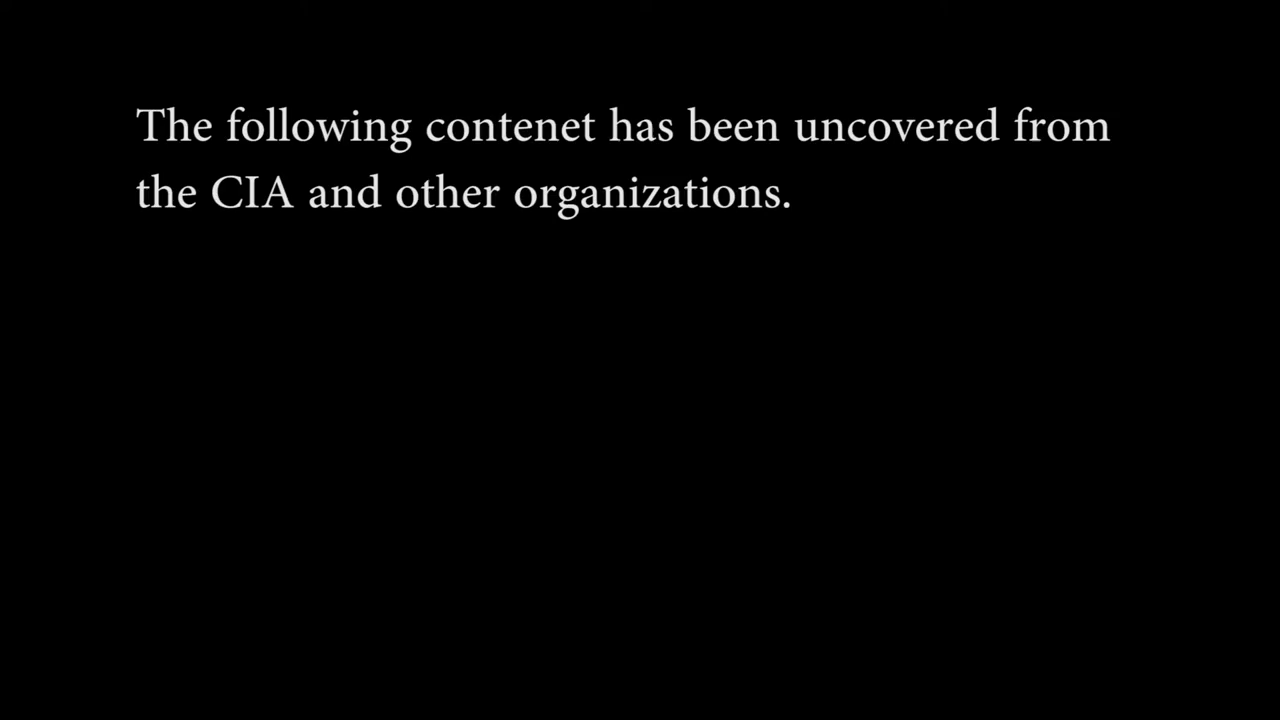 The following contenet has been uncovered from
the CIA and other organizations.